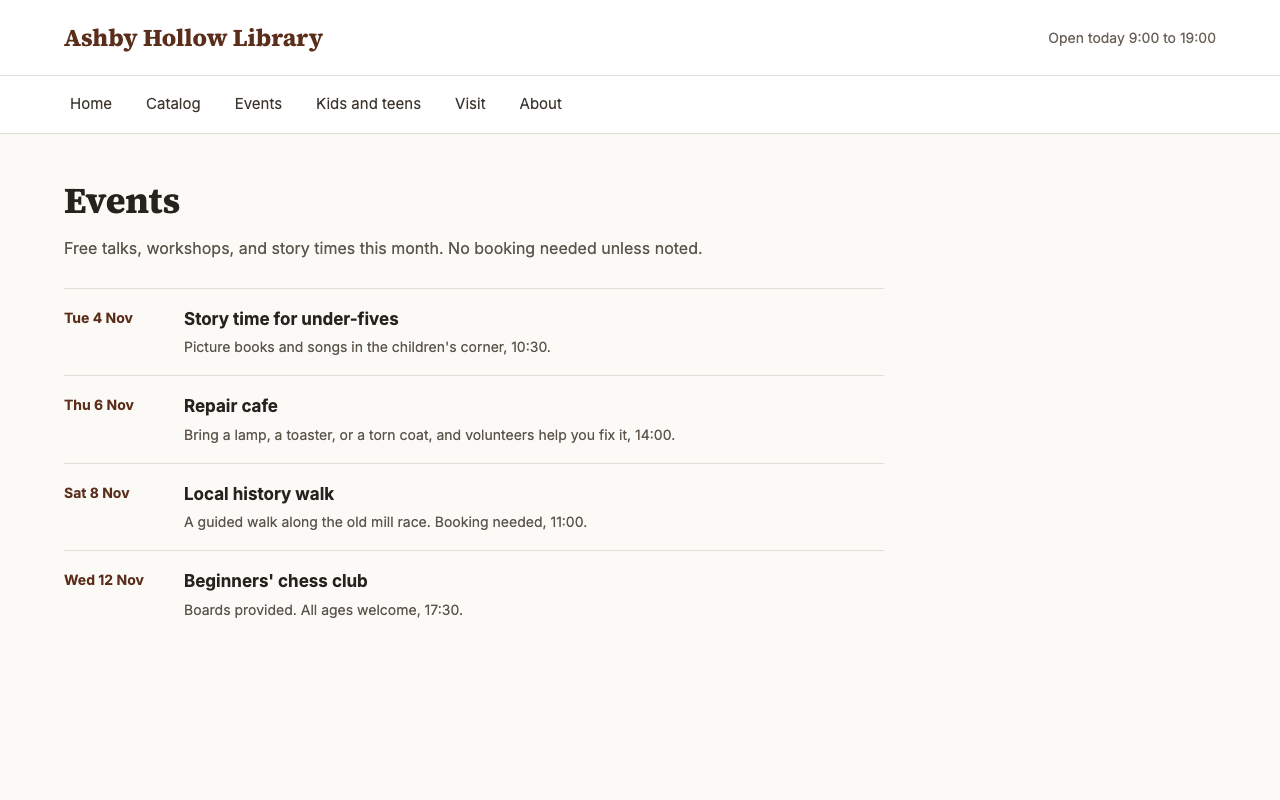 Ashby Hollow Library
Open today 9:00 to 19:00
Home
Catalog
Events
Kids and teens
Visit
About
Events
Free talks, workshops, and story times this month. No booking needed unless noted.
Tue 4 Nov
Story time for under-fives
Picture books and songs in the children's corner, 10:30.
Thu 6 Nov
Repair cafe
Bring a lamp, a toaster, or a torn coat, and volunteers help you fix it, 14:00.
Sat 8 Nov
Local history walk
A guided walk along the old mill race. Booking needed, 11:00.
Wed 12 Nov
Beginners' chess club
Boards provided. All ages welcome, 17:30.